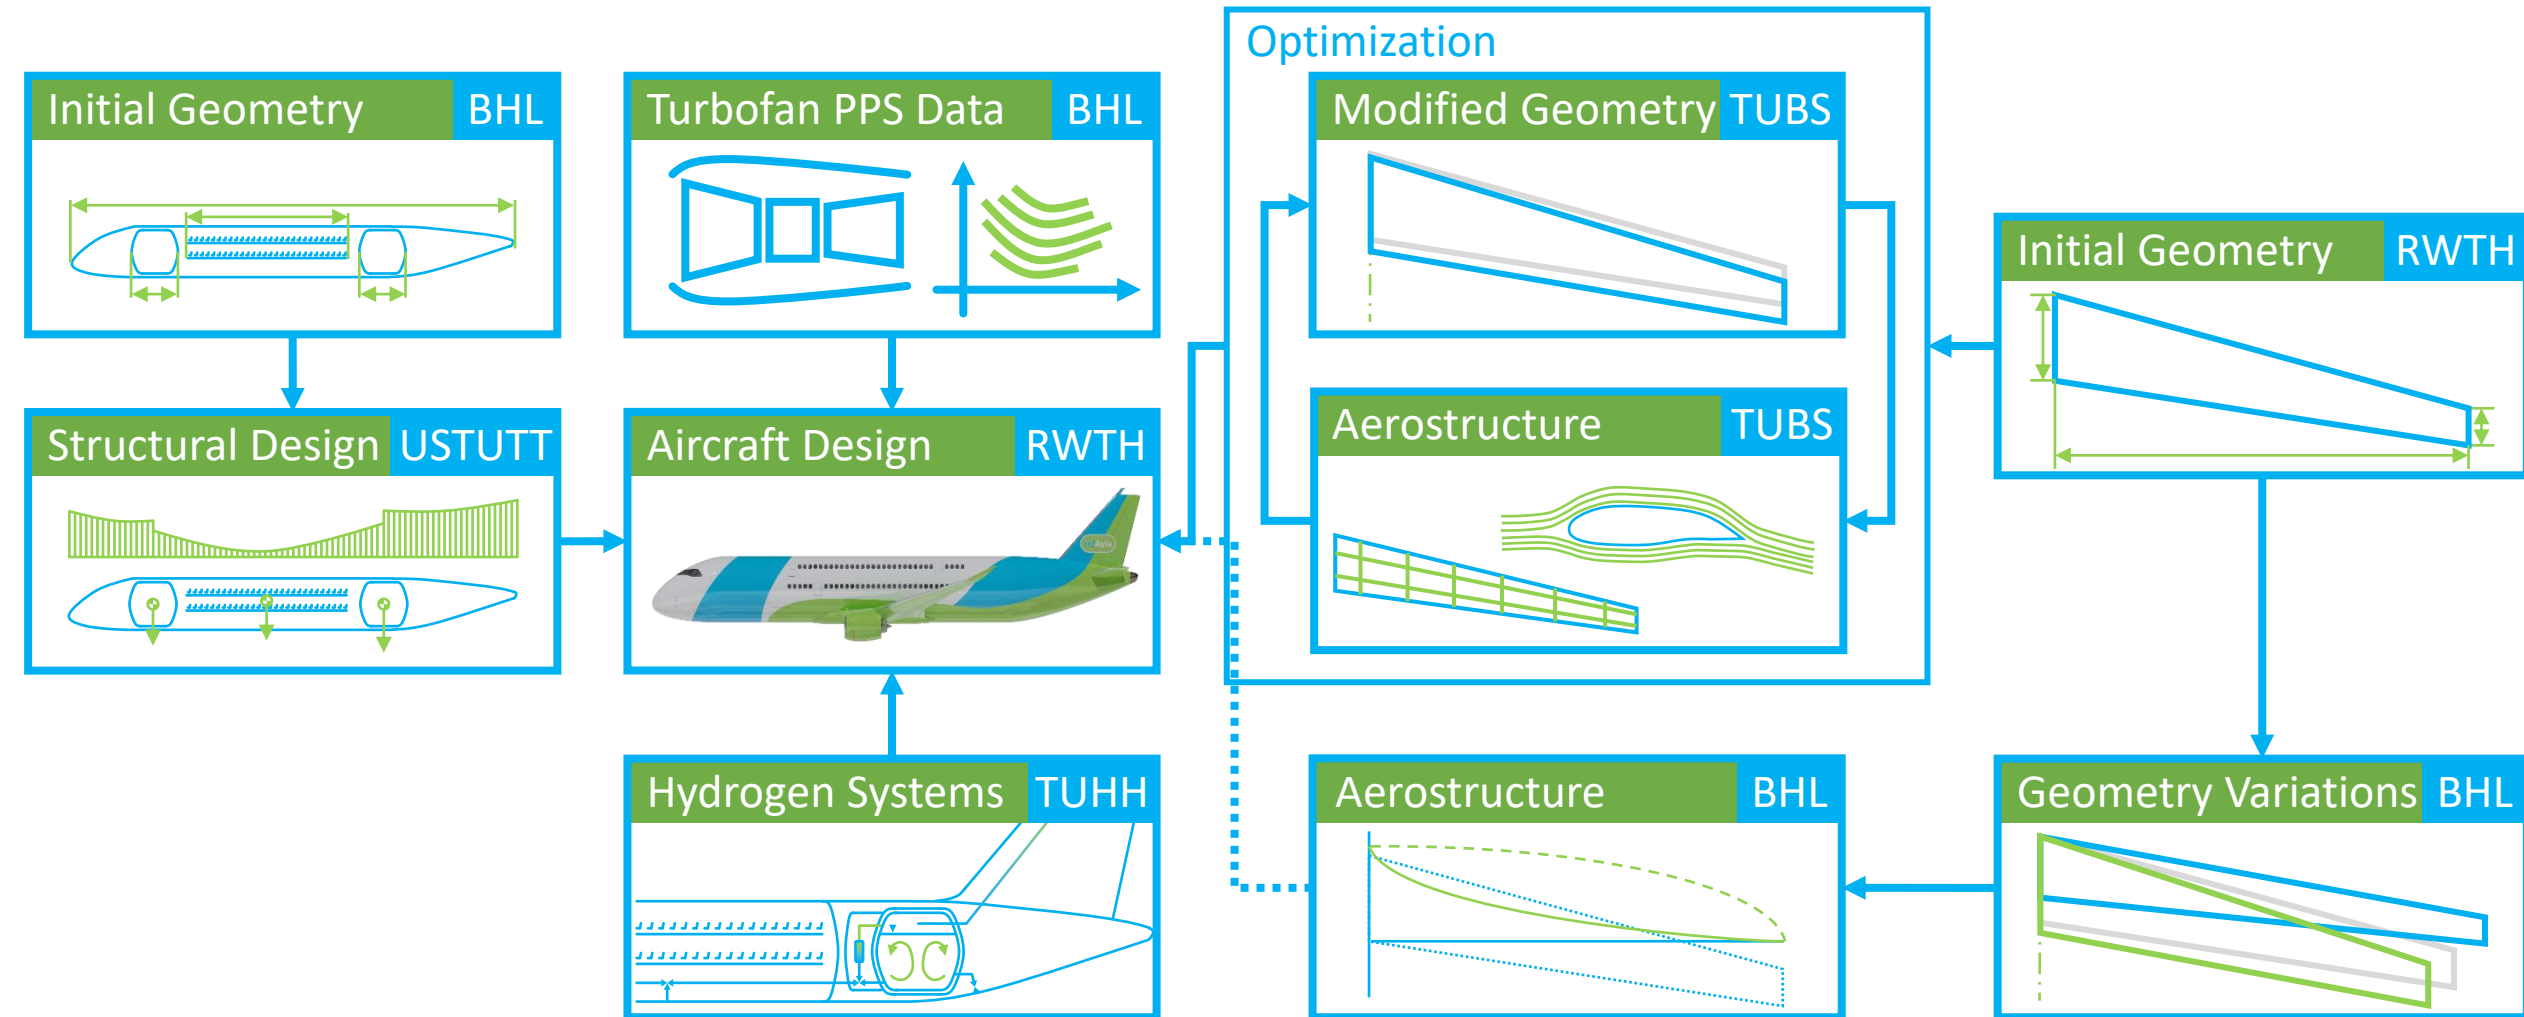 Optimization
Initial Geometry BHL
Turbofan PPS Data BHL
Modified Geometry TUBS
Initial Geometry RWTH
Structural Design USTUTT
Aircraft Design RWTH
Aerostructure TUBS
Hydrogen Systems TUHH
Aerostructure BHL
Geometry Variations BHL